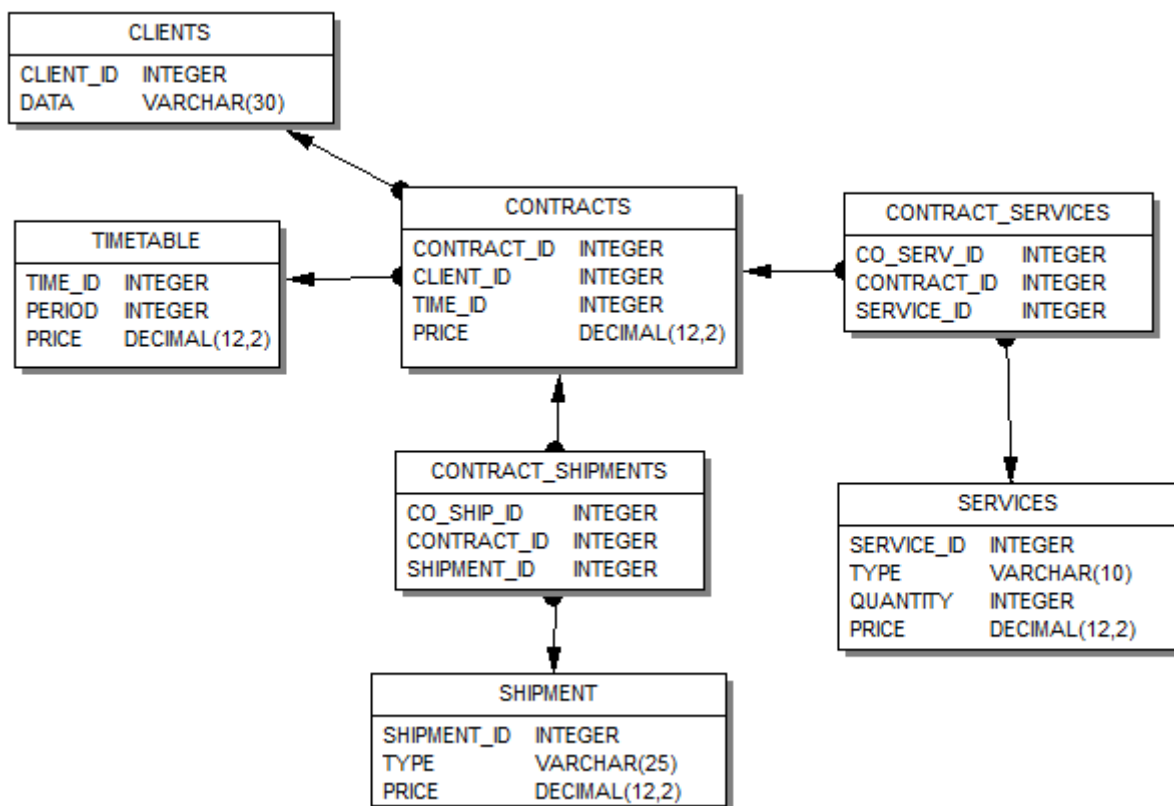 CLIENTS
CLIENT_ID INTEGER
DATA VARCHAR(30)
TIMETABLE
TIME_ID INTEGER
PERIOD INTEGER
PRICE DECIMAL(12,2)
CONTRACTS
CONTRACT_ID INTEGER
CLIENT_ID INTEGER
TIME_ID INTEGER
PRICE DECIMAL(12,2)
CONTRACT_SERVICES
CO_SERV_ID INTEGER
CONTRACT_ID INTEGER
SERVICE_ID INTEGER
CONTRACT_SHIPMENTS
CO_SHIP_ID INTEGER
CONTRACT_ID INTEGER
SHIPMENT_ID INTEGER
SERVICES
SERVICE_ID INTEGER
TYPE VARCHAR(10)
QUANTITY INTEGER
PRICE DECIMAL(12,2)
SHIPMENT
SHIPMENT_ID INTEGER
TYPE VARCHAR(25)
PRICE DECIMAL(12,2)